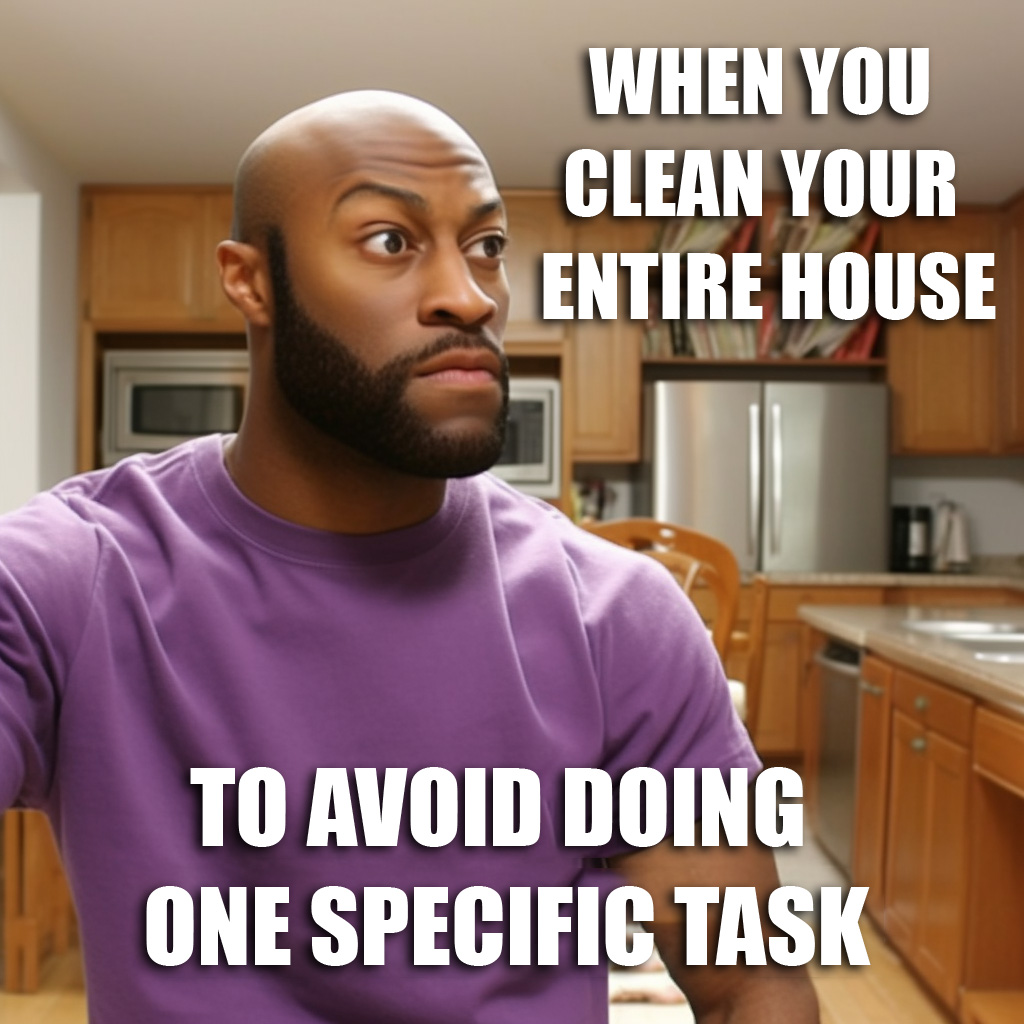 WHEN YOU
CLEAN YOUR
ENTIRE HOUSE
TO AVOID DOING
ONE SPECIFIC TASK